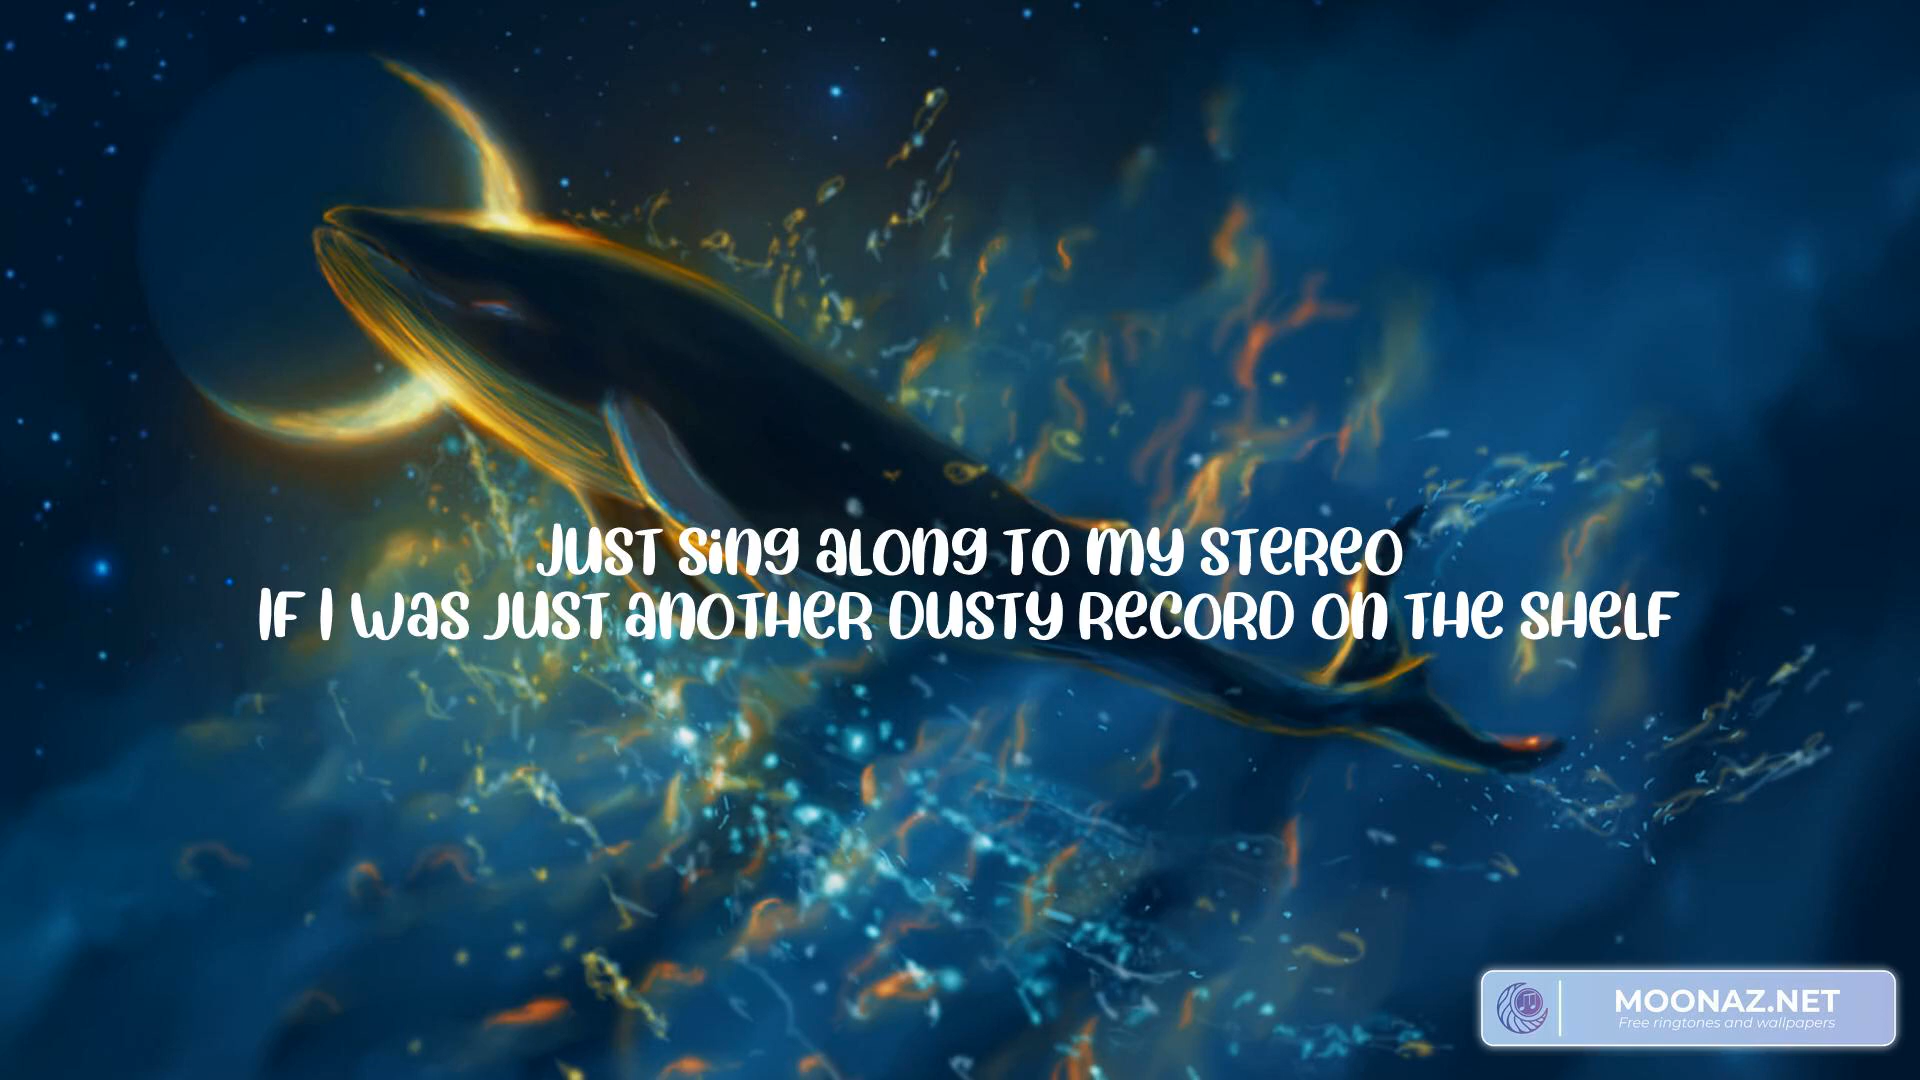 JUST SING ALONG TO MY STEREO
IF I WAS JUST ANOTHER DUSTY RECORD ON THE SHELF
MOONAZ.NET
Free ringtones and wallpapers